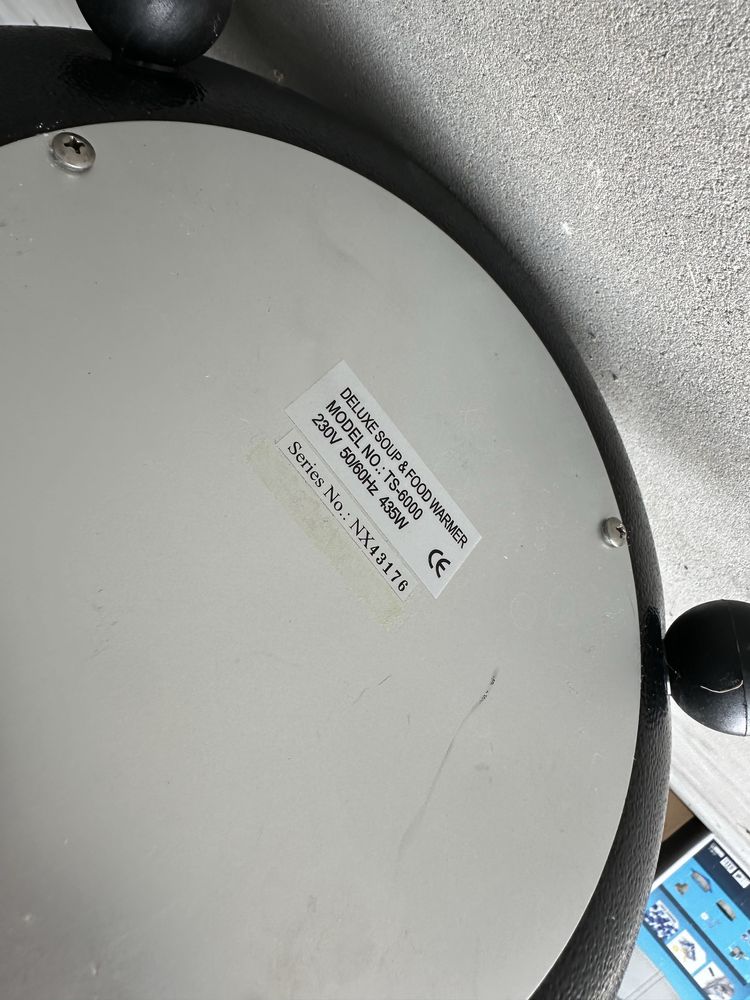 DELUXE SOUP & FOOD WARMER
MODEL NO.: TS-6000
230V 50/60Hz 435W
CE
Series No.: NX43176